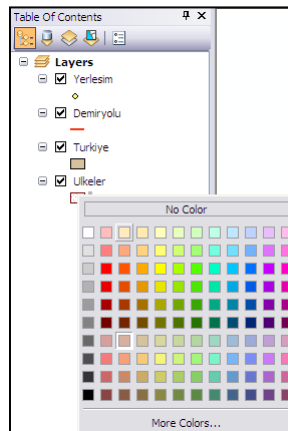 Table Of Contents
Layers
Yerlesim
Demiryolu
Turkiye
Ulkeler
No Color
More Colors...